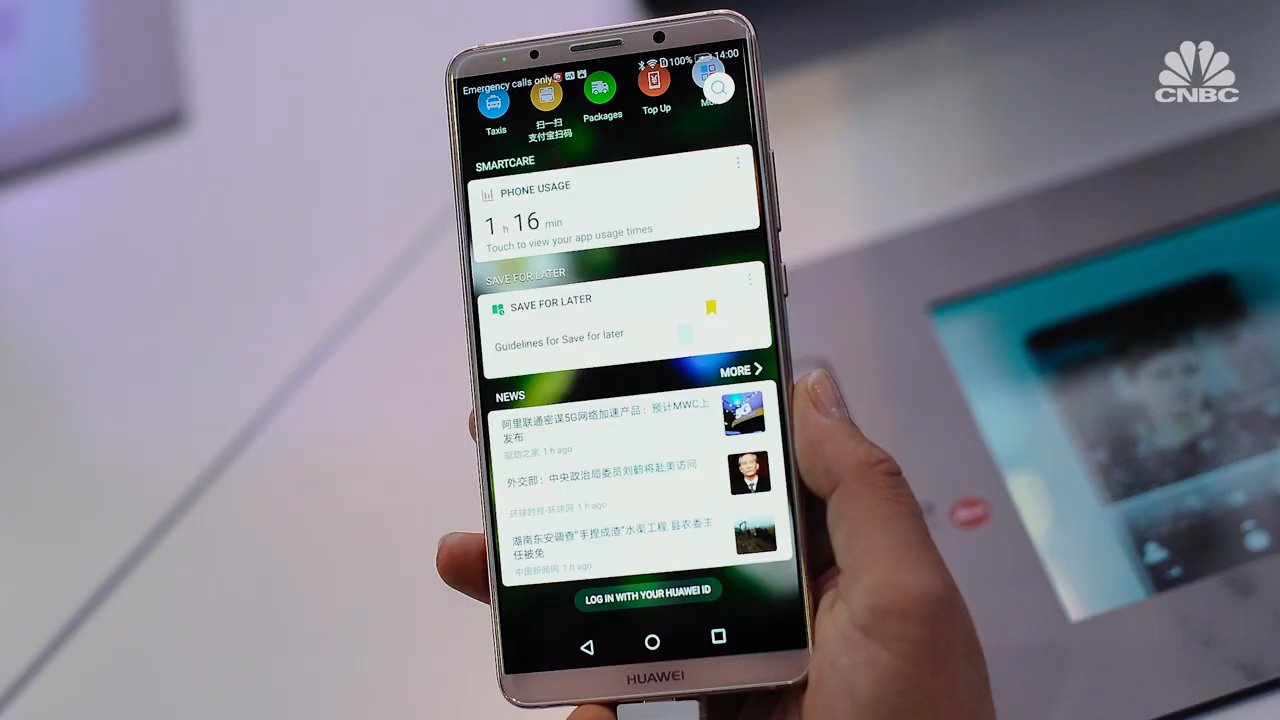 CNBC
Emergency calls only
100%
14:00
Taxis
扫一扫
支付宝扫码
Packages
Top Up
SMARTCARE
PHONE USAGE
1 h 16 min
Touch to view your app usage times
SAVE FOR LATER
SAVE FOR LATER
Guidelines for Save for later
MORE
NEWS
阿里联通密谋5G网络加速产品：预计MWC上
发布
驱动之家 1 h ago
外交部：中央政治局委员刘鹤将赴美访问
环球时报-环球网 1 h ago
湖南东安调查"手捏成渣"水渠工程 县农委主
任被免
中国新闻网 1 h ago
LOG IN WITH YOUR HUAWEI ID
HUAWEI